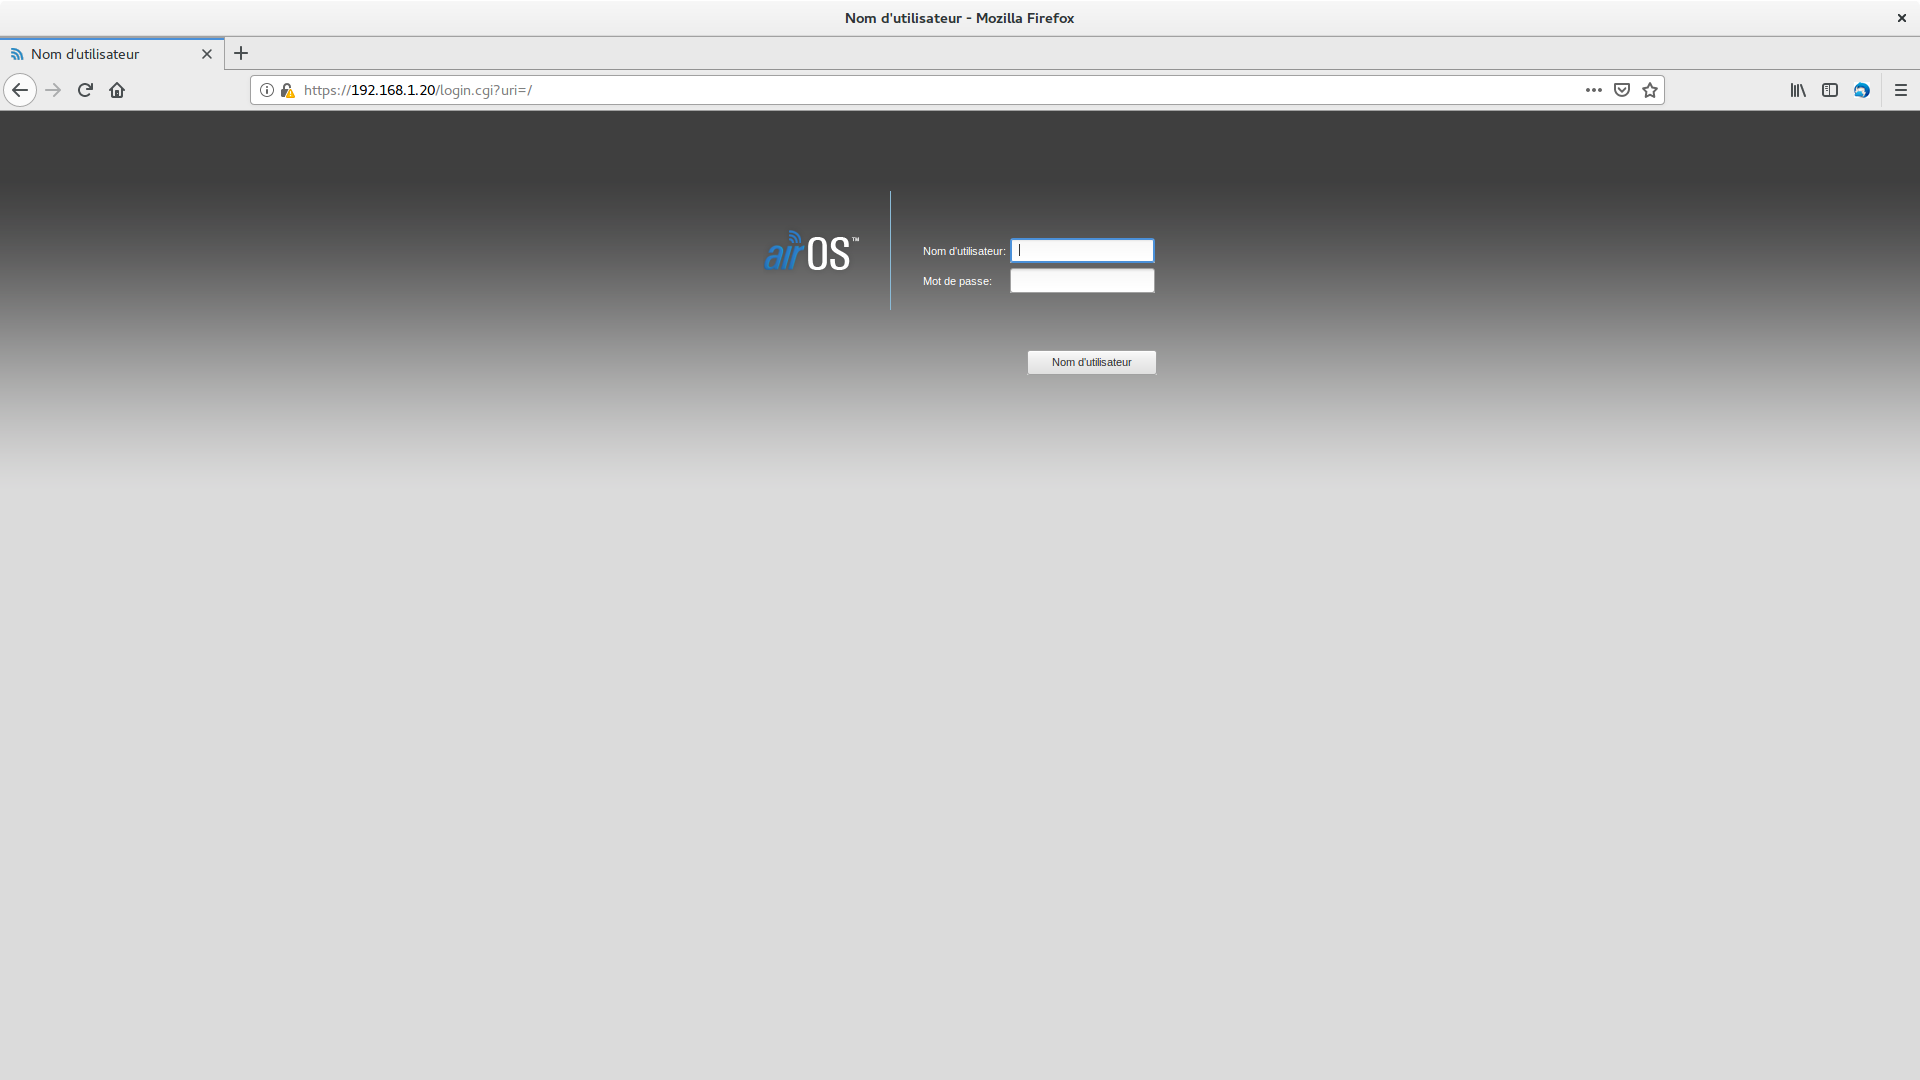 Nom d'utilisateur - Mozilla Firefox
Nom d'utilisateur
https://192.168.1.20/login.cgi?uri=/
airOS™
Nom d'utilisateur:
Mot de passe:
Nom d'utilisateur